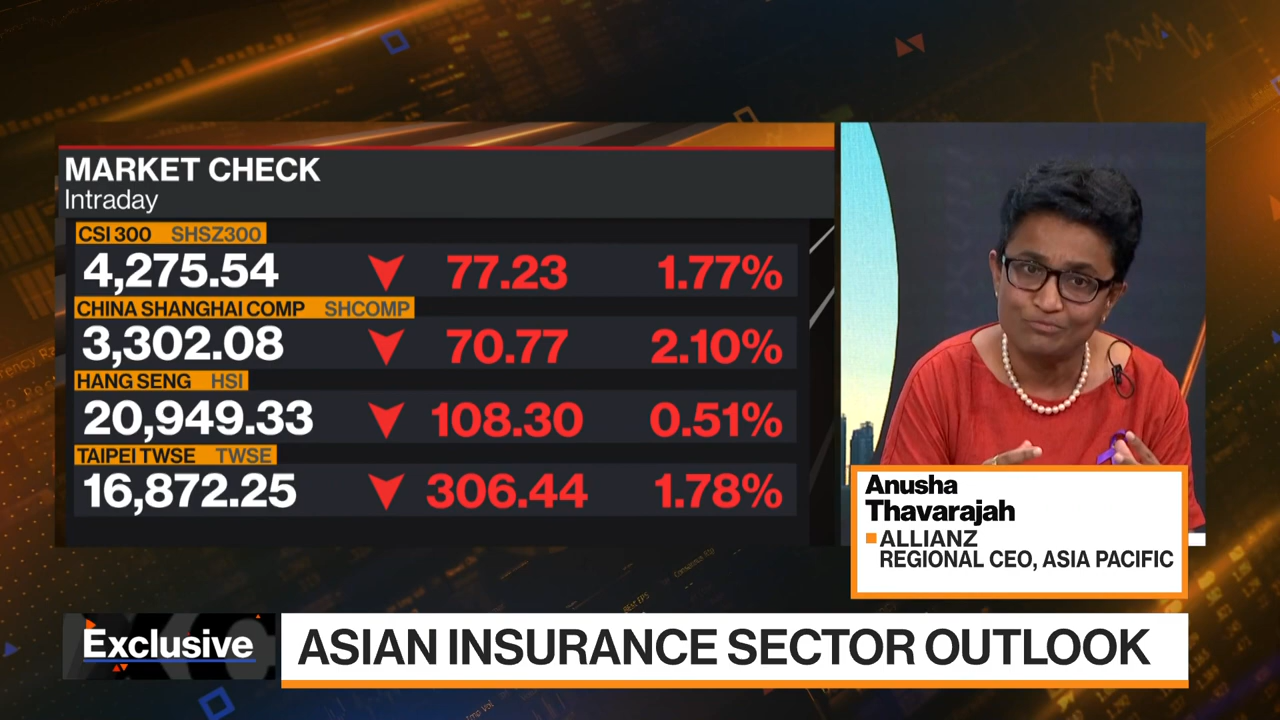 MARKET CHECK
Intraday
CSI 300 SHSZ300
4,275.54 77.23 1.77%
CHINA SHANGHAI COMP SHCOMP
3,302.08 70.77 2.10%
HANG SENG HSI
20,949.33 108.30 0.51%
TAIPEI TWSE TWSE
16,872.25 306.44 1.78%
Anusha
Thavarajah
ALLIANZ
REGIONAL CEO, ASIA PACIFIC
Exclusive
ASIAN INSURANCE SECTOR OUTLOOK